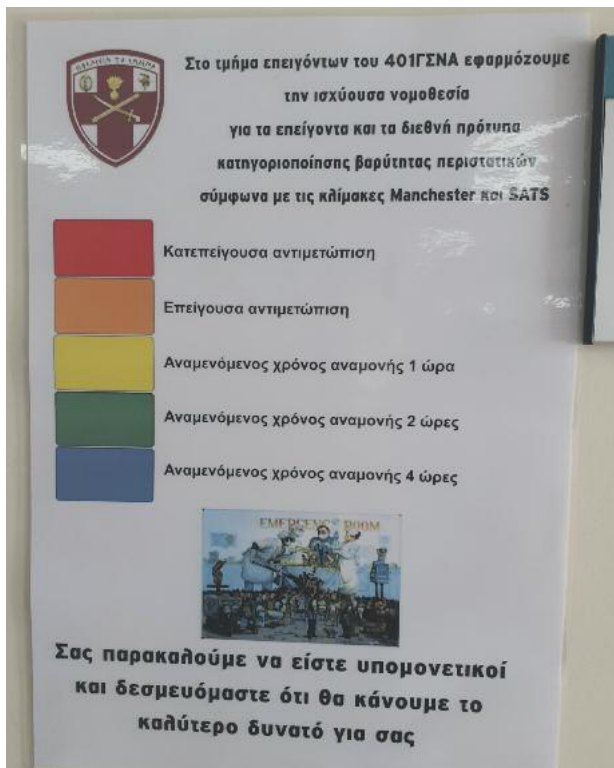 Στο τμήμα επειγόντων του 401ΓΣΝΑ εφαρμόζουμε
την ισχύουσα νομοθεσία
για τα επείγοντα και τα διεθνή πρότυπα
κατηγοριοποίησης βαρύτητας περιστατικών
σύμφωνα με τις κλίμακες Manchester και SATS
Κατεπείγουσα αντιμετώπιση
Επείγουσα αντιμετώπιση
Αναμενόμενος χρόνος αναμονής 1 ώρα
Αναμενόμενος χρόνος αναμονής 2 ώρες
Αναμενόμενος χρόνος αναμονής 4 ώρες
EMERGENCY ROOM
Σας παρακαλούμε να είστε υπομονετικοί
και δεσμευόμαστε ότι θα κάνουμε το
καλύτερο δυνατό για σας